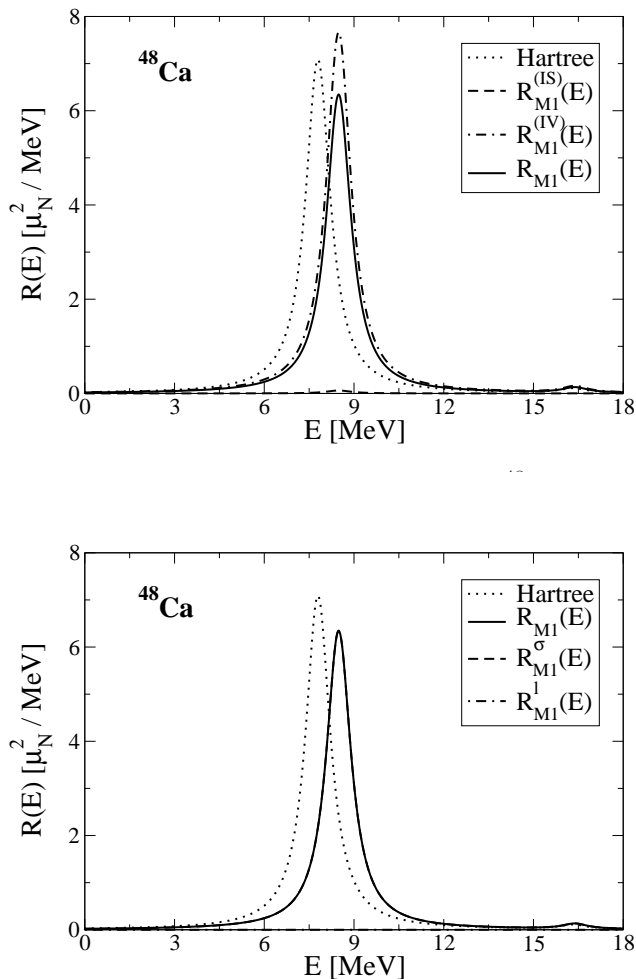 8
6
4
2
0
R(E) [μ_N^2 / MeV]
^48Ca
Hartree
R_M1^(IS)(E)
R_M1^(IV)(E)
R_M1(E)
0 3 6 9 12 15 18
E [MeV]
8
6
4
2
0
R(E) [μ_N^2 / MeV]
^48Ca
Hartree
R_M1(E)
R_M1^σ(E)
R_M1^l(E)
0 3 6 9 12 15 18
E [MeV]